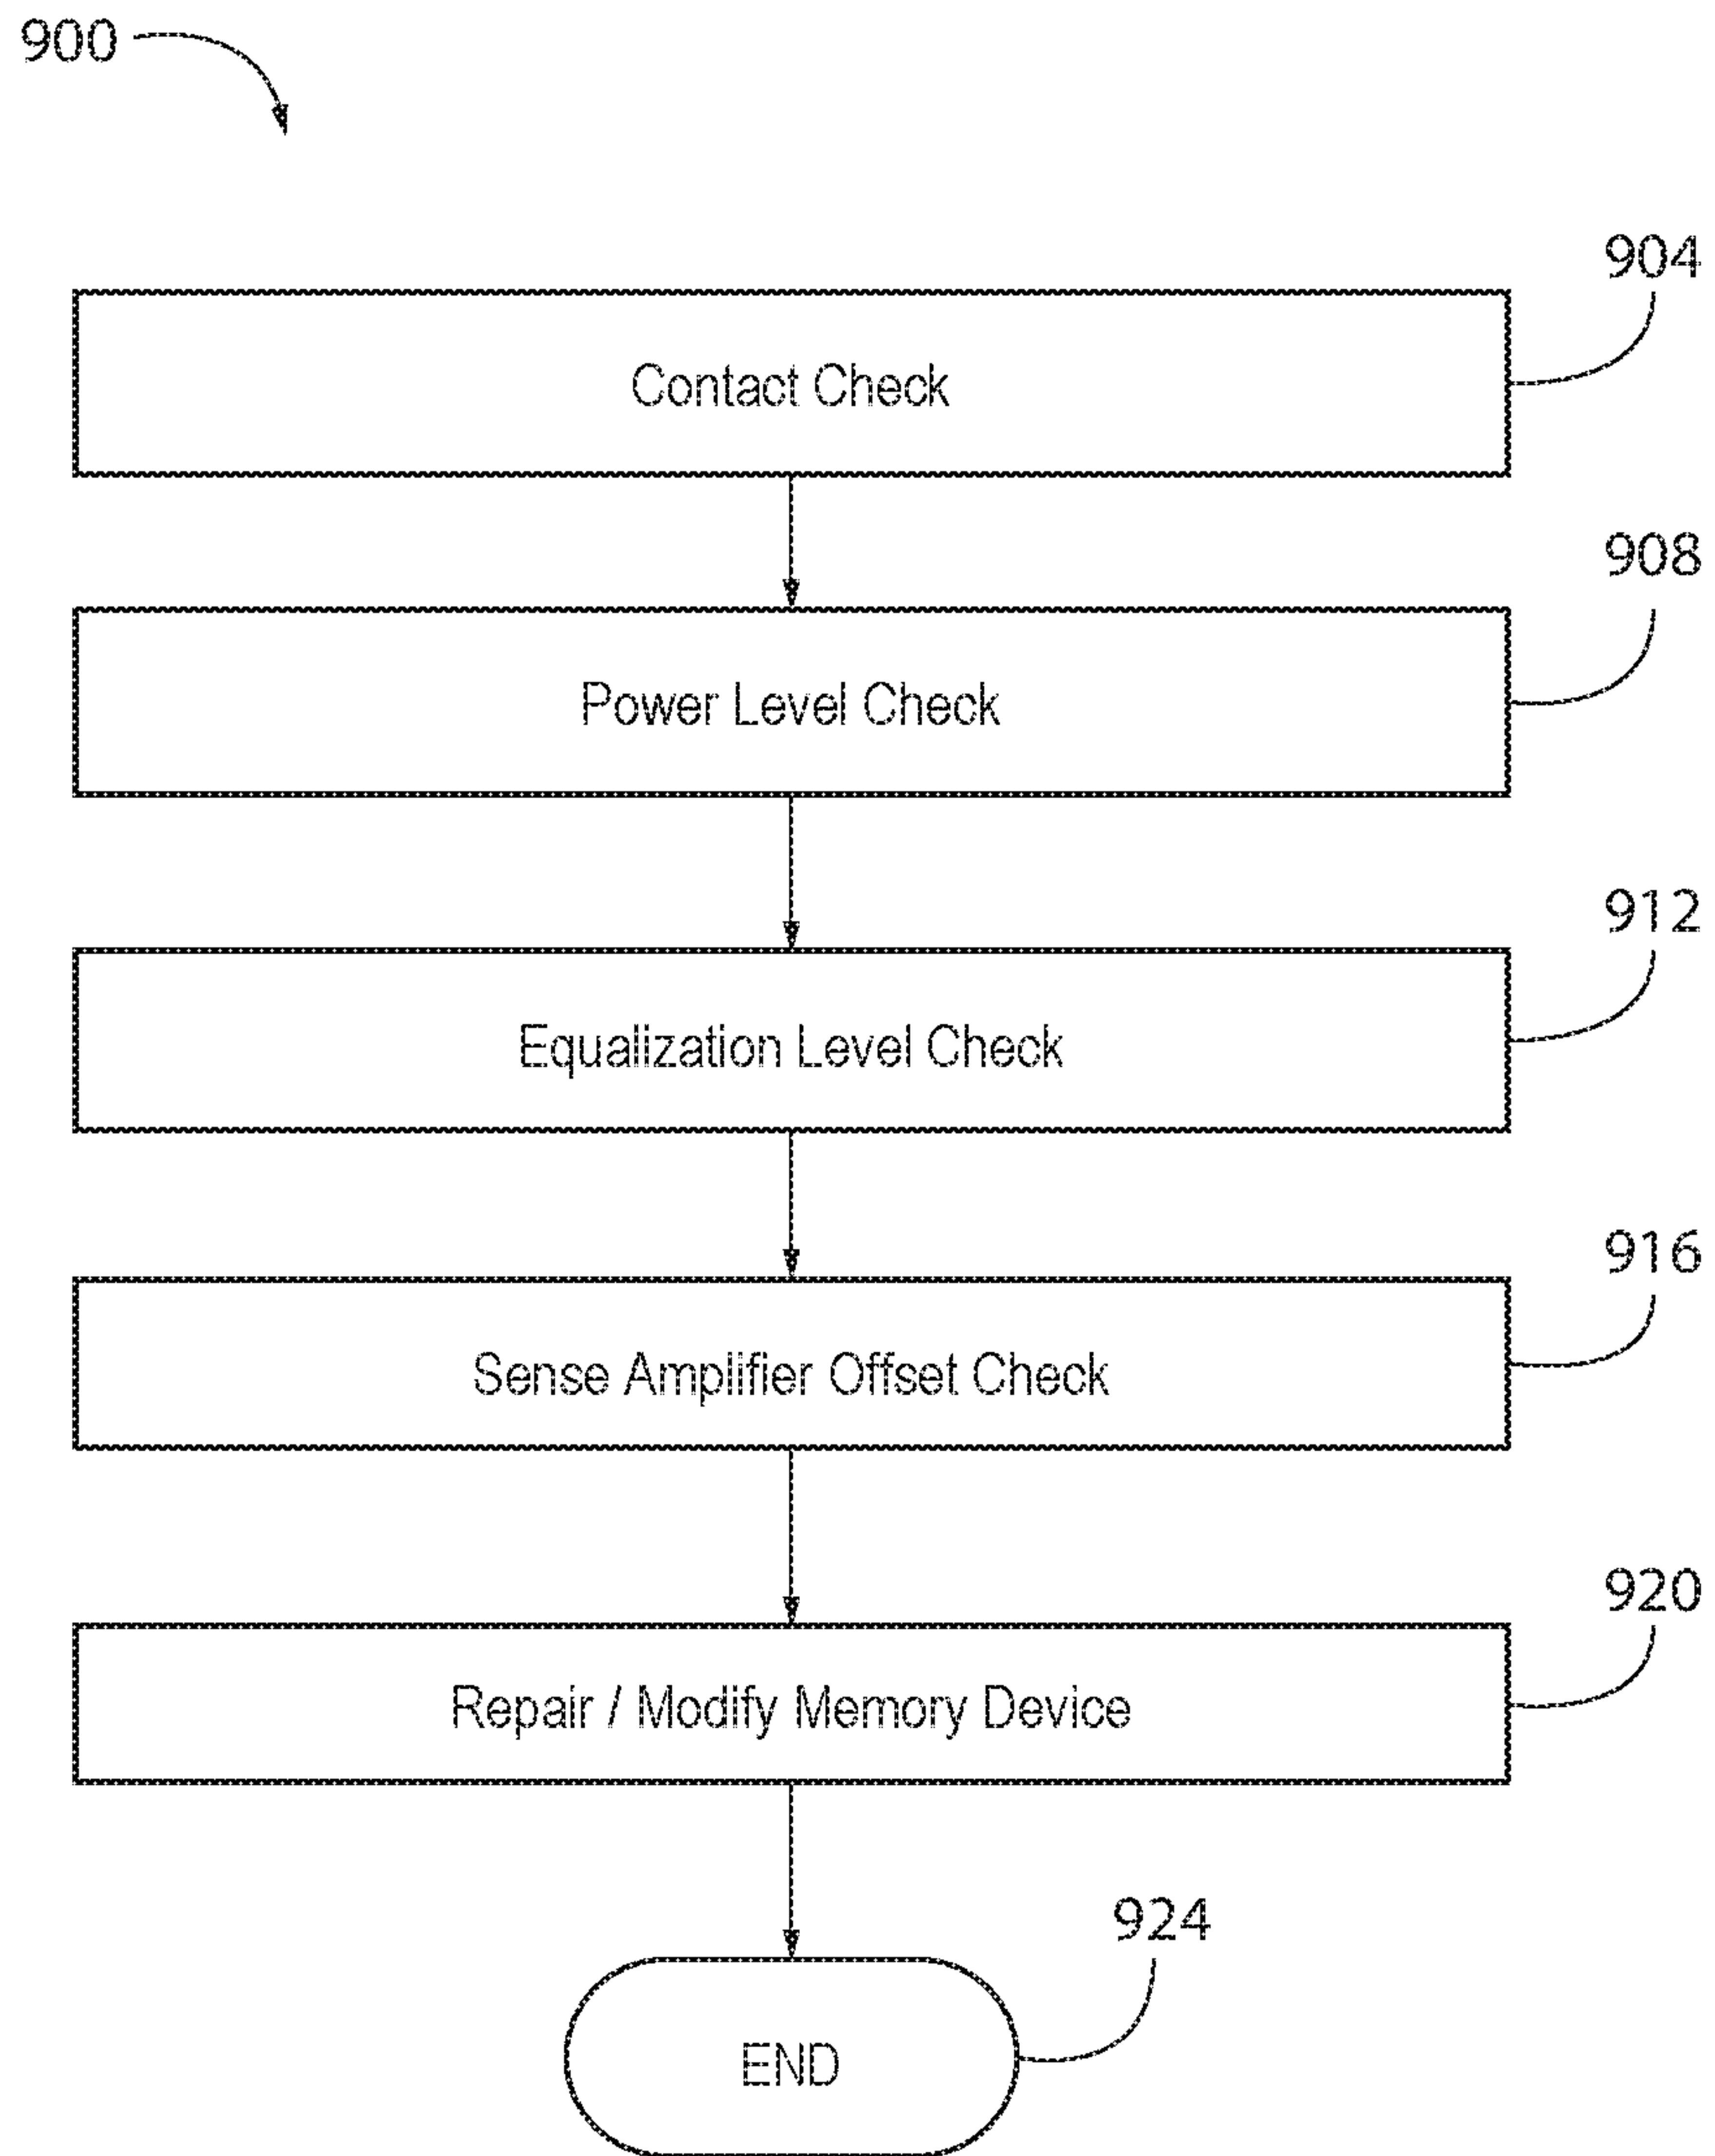 900
904
Contact Check
908
Power Level Check
912
Equalization Level Check
916
Sense Amplifier Offset Check
920
Repair / Modify Memory Device
924
END